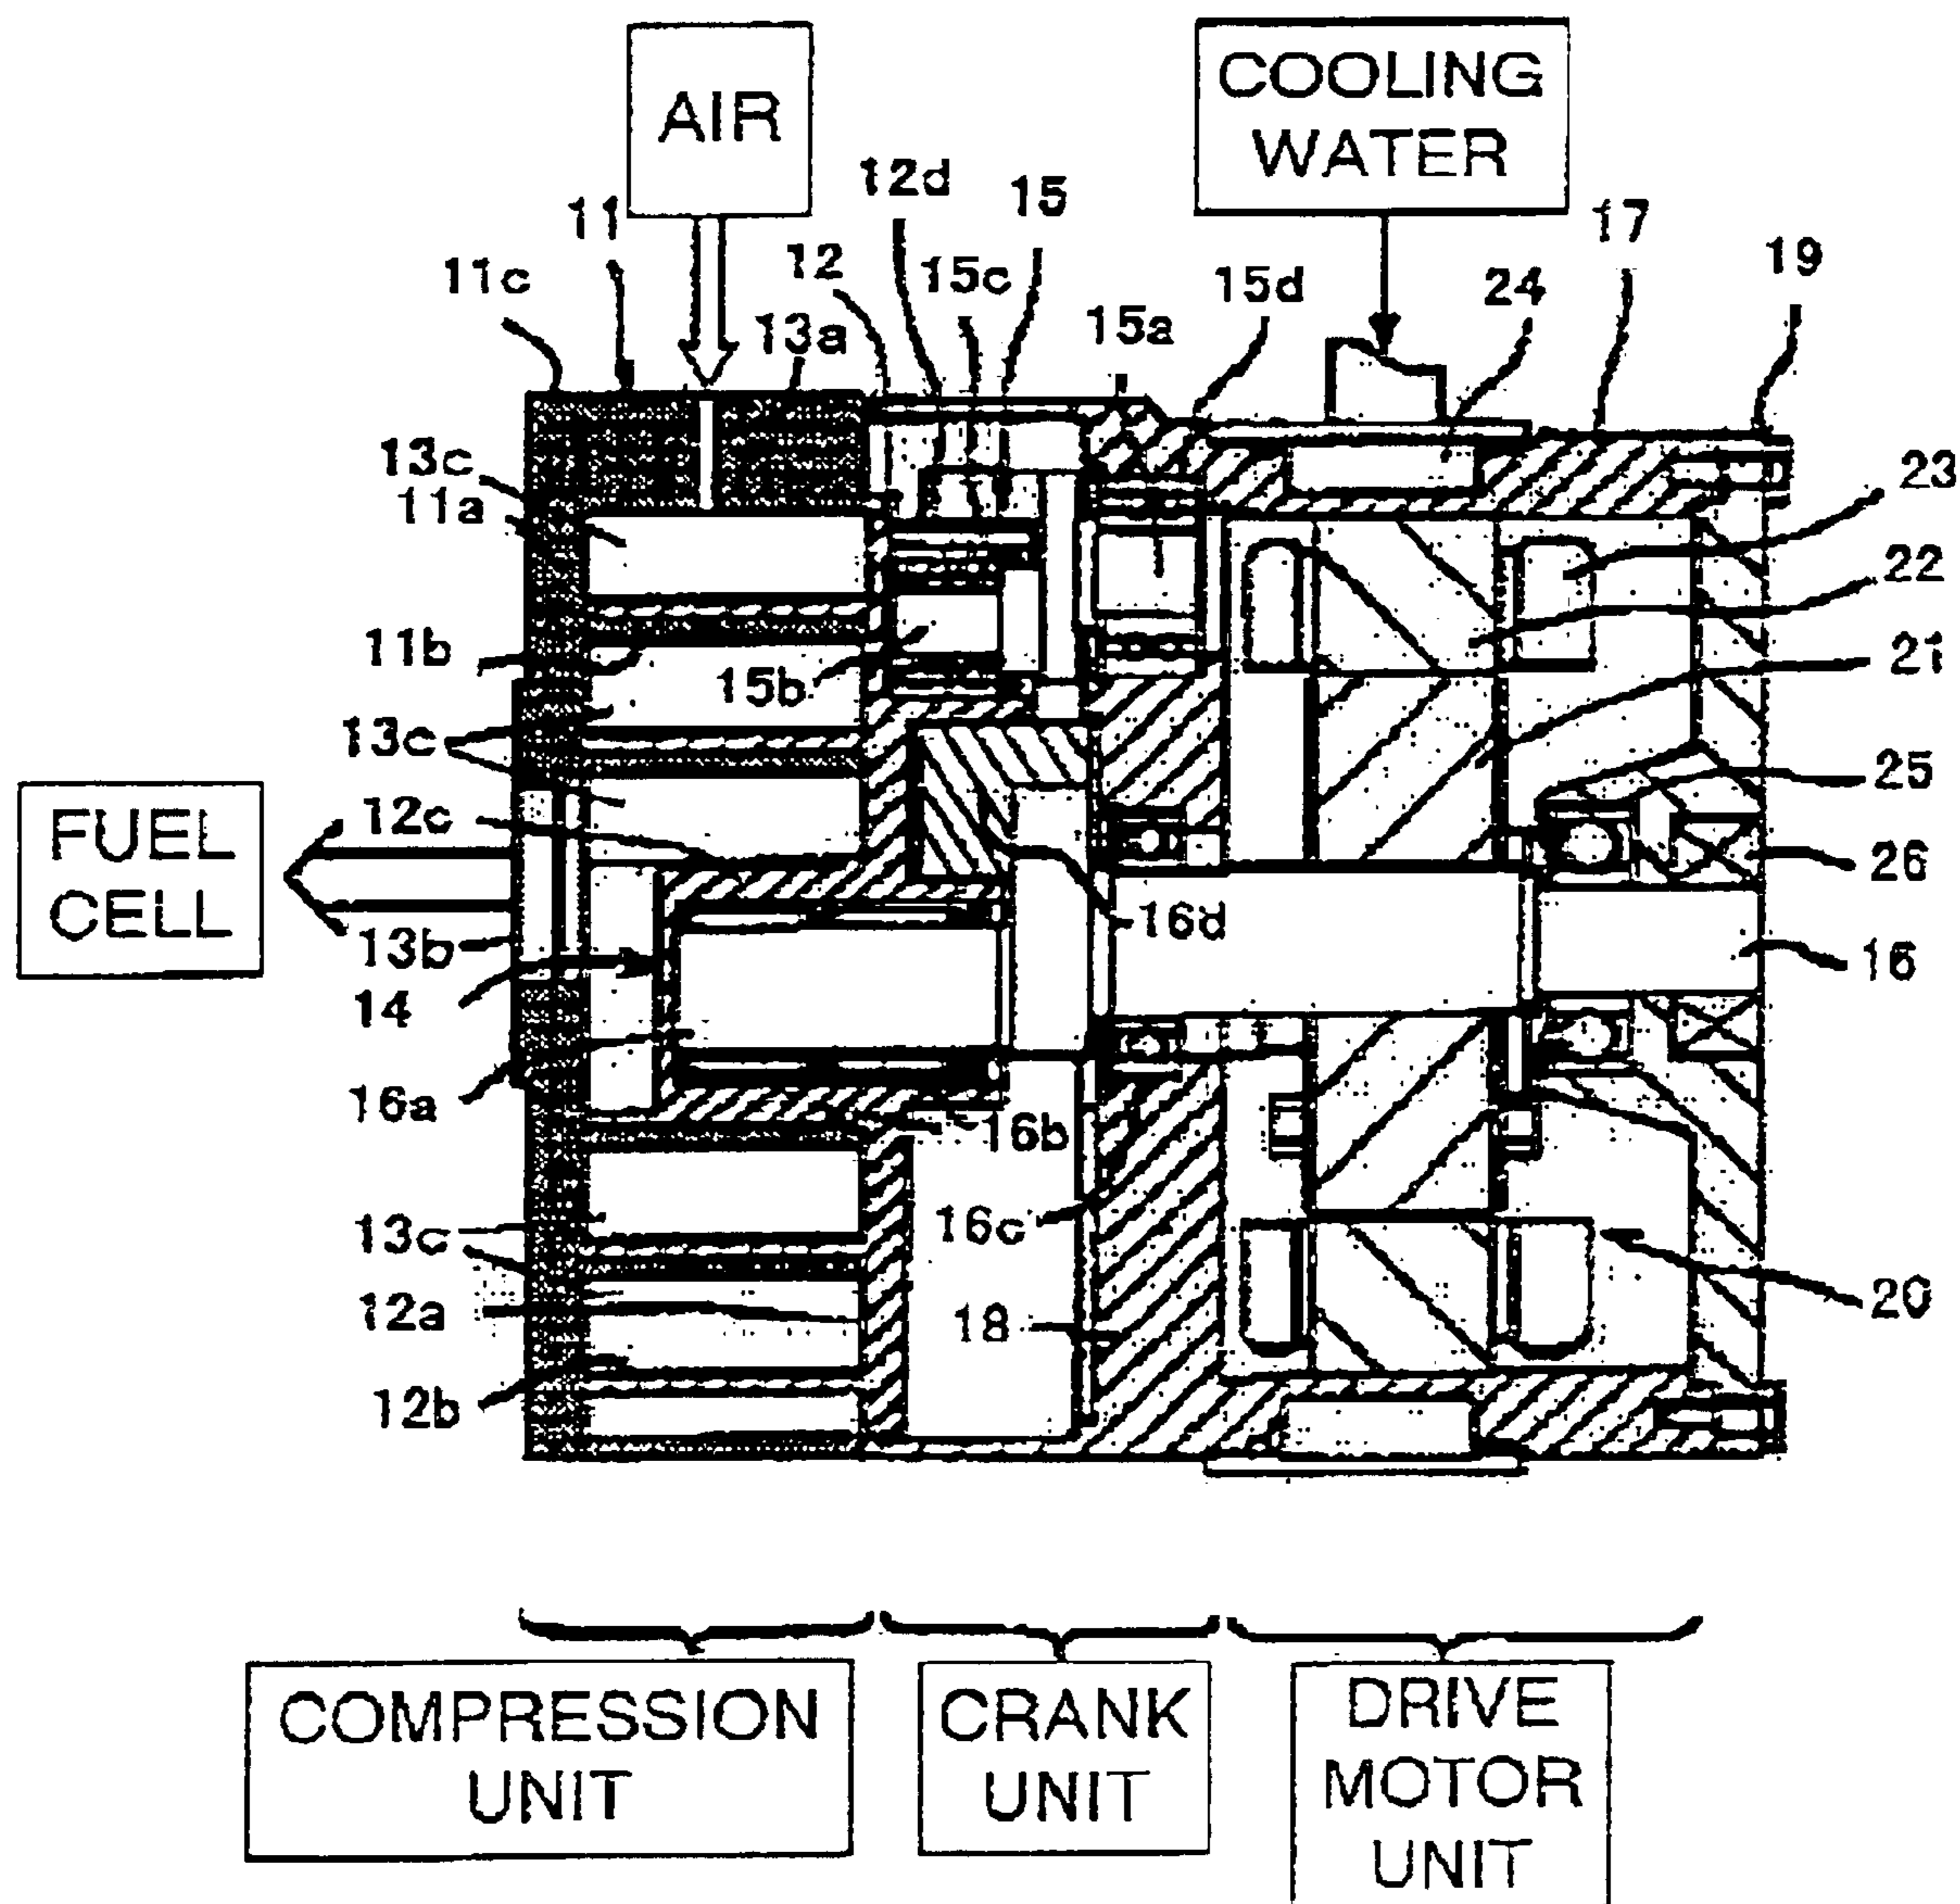 AIR
COOLING
WATER
12d
15
11
17
11c
12
15c
15d
24
19
13a
15a
13c
11a
23
22
11b
15b
21
13c
25
FUEL
CELL
12c
26
16d
13b
16
14
16a
16b
13c
16c
12a
18
20
12b
COMPRESSION
UNIT
CRANK
UNIT
DRIVE
MOTOR
UNIT